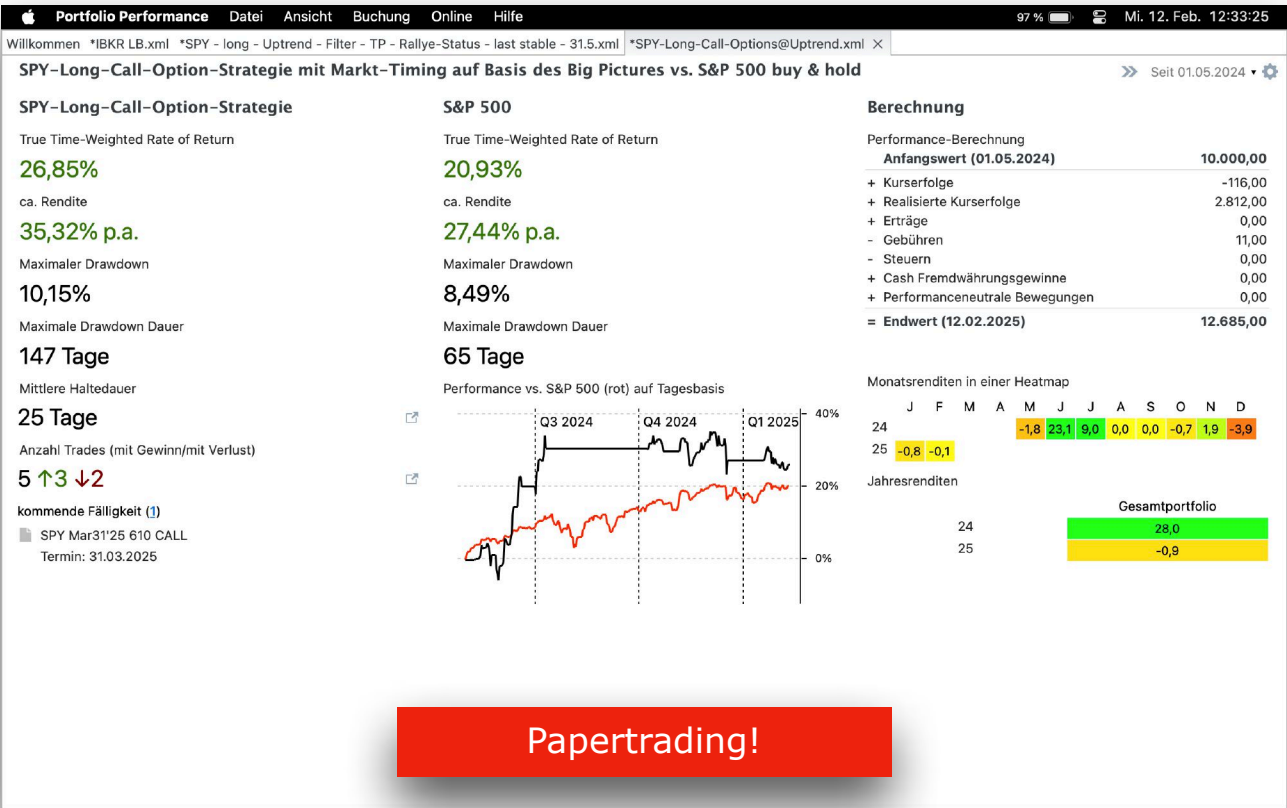 Portfolio Performance Datei Ansicht Buchung Online Hilfe 97 % Mi. 12. Feb. 12:33:25
Willkommen *IBKR LB.xml *SPY - long - Uptrend - Filter - TP - Rallye-Status - last stable - 31.5.xml *SPY-Long-Call-Options@Uptrend.xml
SPY-Long-Call-Option-Strategie mit Markt-Timing auf Basis des Big Pictures vs. S&P 500 buy & hold
Seit 01.05.2024
SPY-Long-Call-Option-Strategie
True Time-Weighted Rate of Return
26,85%
ca. Rendite
35,32% p.a.
Maximaler Drawdown
10,15%
Maximale Drawdown Dauer
147 Tage
Mittlere Haltedauer
25 Tage
Anzahl Trades (mit Gewinn/mit Verlust)
5 ↑3 ↓2
kommende Fälligkeit (1)
SPY Mar31'25 610 CALL
Termin: 31.03.2025
S&P 500
True Time-Weighted Rate of Return
20,93%
ca. Rendite
27,44% p.a.
Maximaler Drawdown
8,49%
Maximale Drawdown Dauer
65 Tage
Performance vs. S&P 500 (rot) auf Tagesbasis
Q3 2024 Q4 2024 Q1 2025
40%
20%
0%
Berechnung
Performance-Berechnung
Anfangswert (01.05.2024) 10.000,00
+ Kurserfolge -116,00
+ Realisierte Kurserfolge 2.812,00
+ Erträge 0,00
- Gebühren 11,00
- Steuern 0,00
+ Cash Fremdwährungsgewinne 0,00
+ Performanceneutrale Bewegungen 0,00
= Endwert (12.02.2025) 12.685,00
Monatsrenditen in einer Heatmap
J F M A M J J A S O N D
24 -1,8 23,1 9,0 0,0 0,0 -0,7 1,9 -3,9
25 -0,8 -0,1
Jahresrenditen
Gesamtportfolio
24 28,0
25 -0,9
Papertrading!